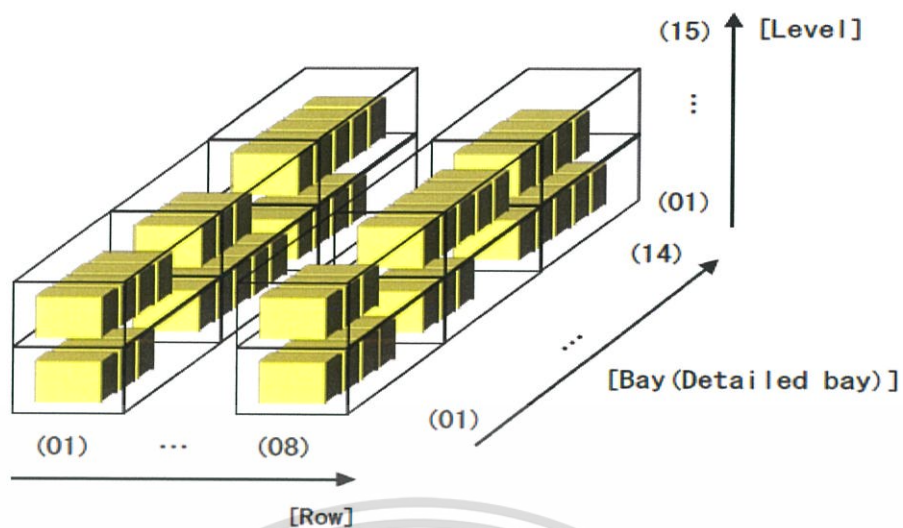 (15) [Level]
⋮
(01)
(14)
…
[Bay(Detailed bay)]
(01)
(01) … (08)
[Row]